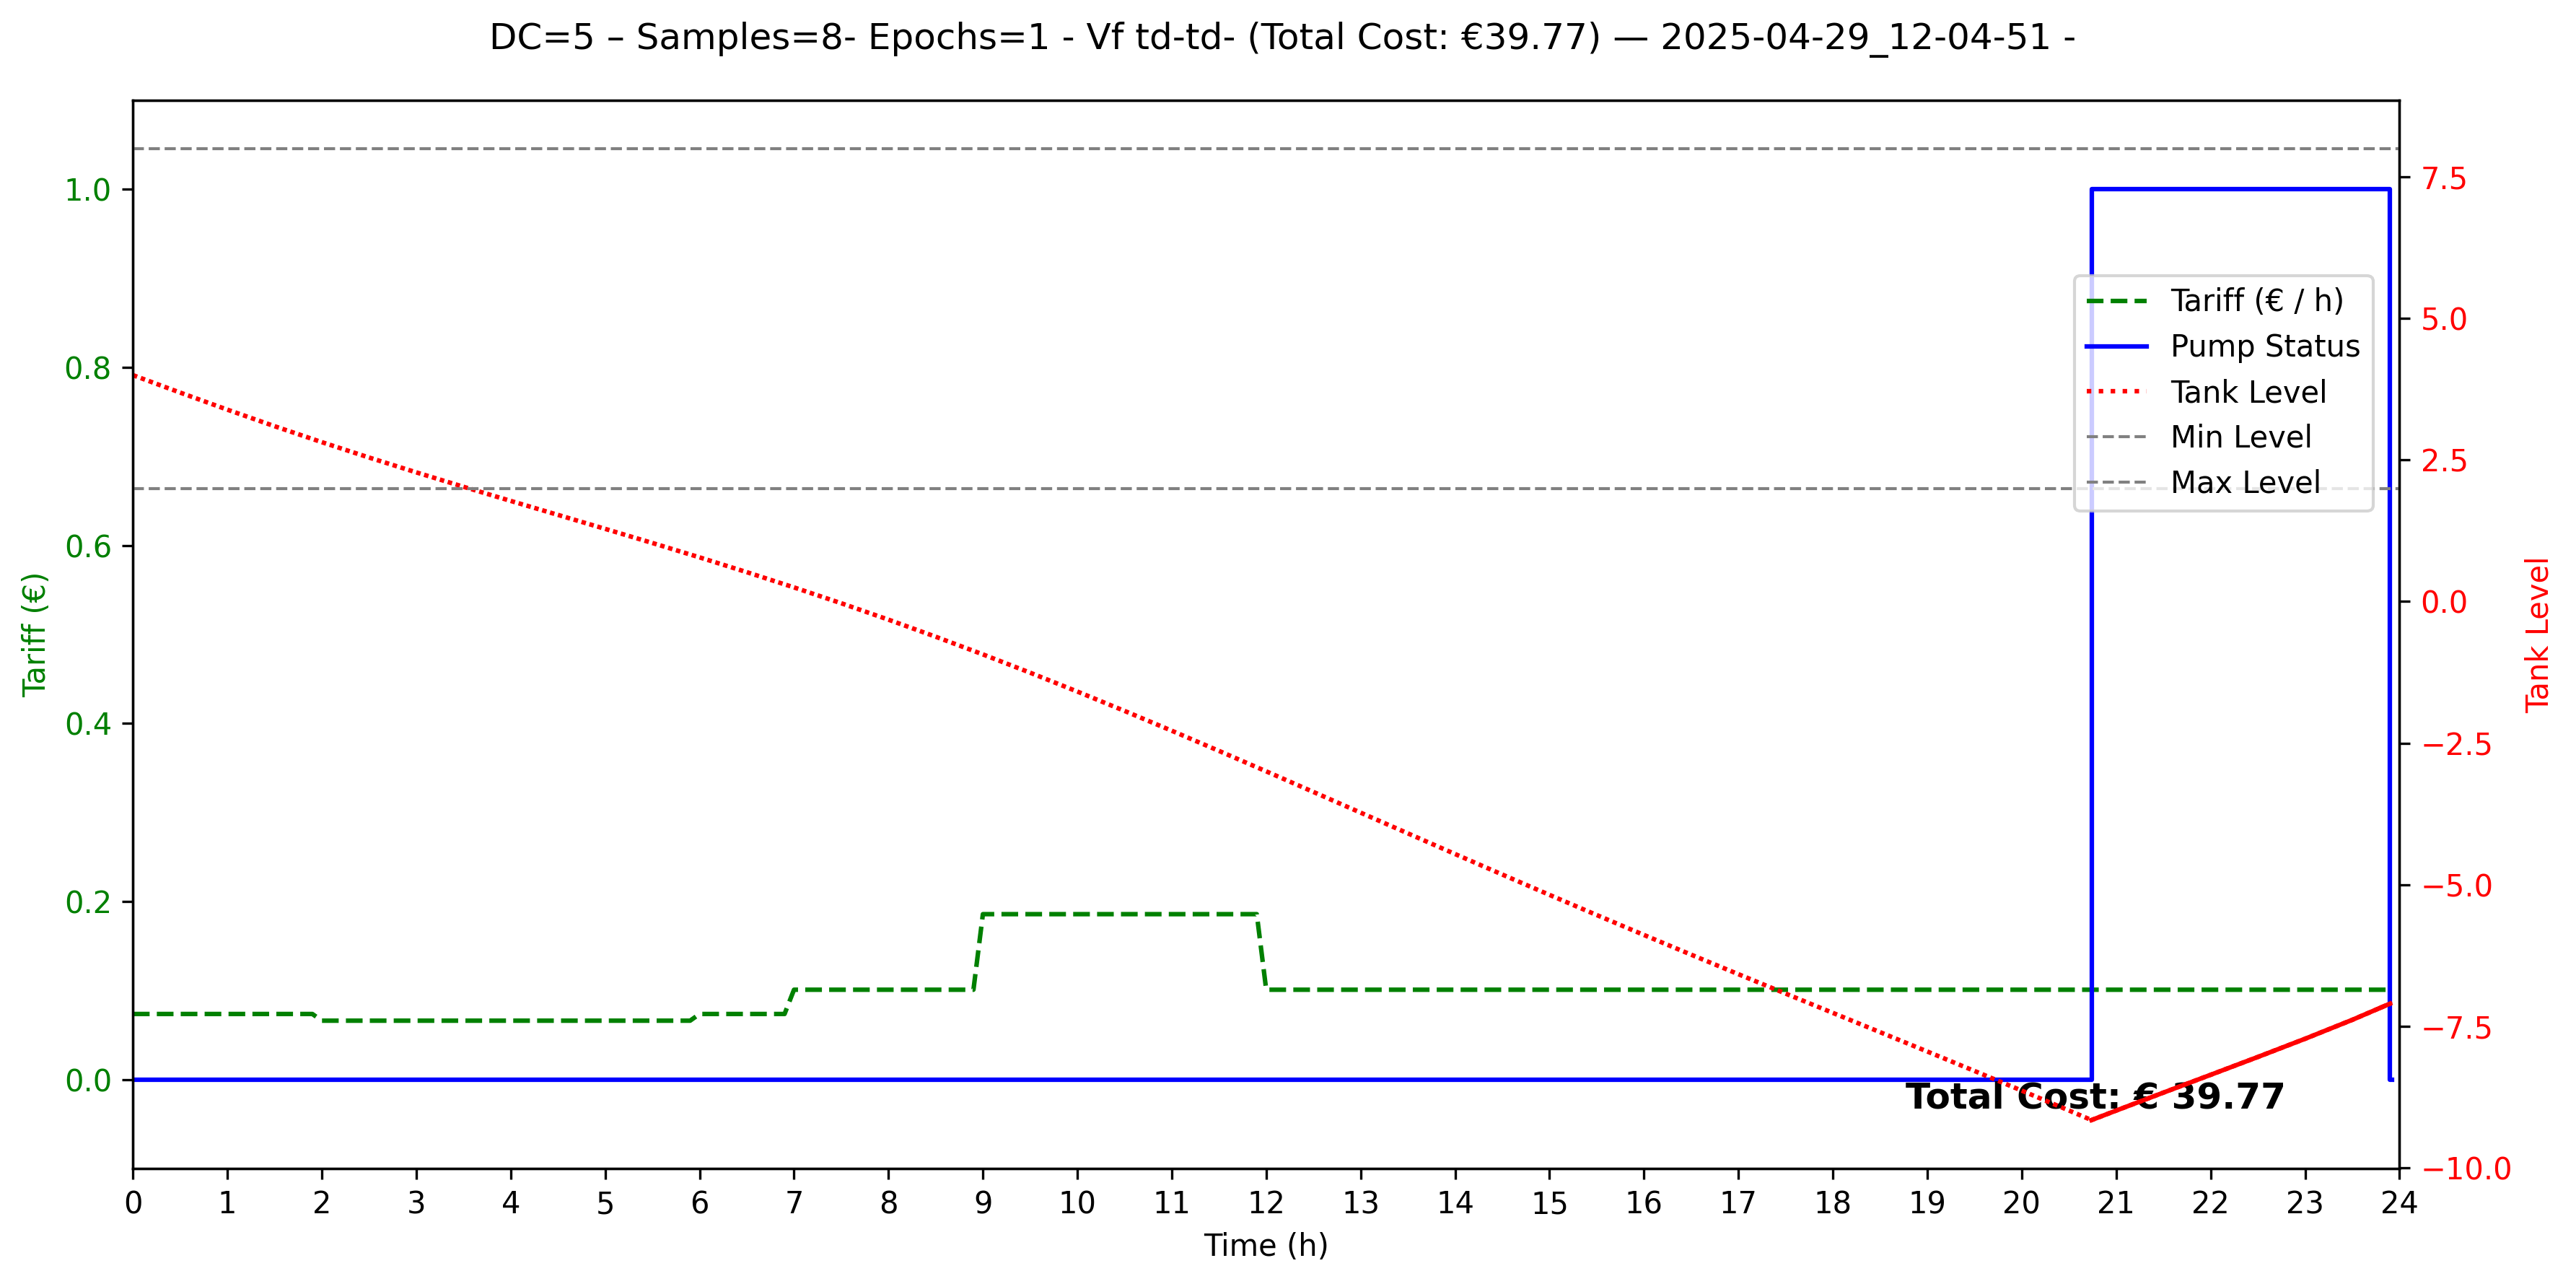 DC=5 – Samples=8- Epochs=1 - Vf td-td- (Total Cost: €39.77) — 2025-04-29_12-04-51 -
Tariff (€)
1.0
0.8
0.6
0.4
0.2
0.0
Tariff (€ / h)
Pump Status
Tank Level
Min Level
Max Level
7.5
5.0
2.5
0.0
−2.5
−5.0
−7.5
−10.0
Tank Level
Total Cost: € 39.77
0 1 2 3 4 5 6 7 8 9 10 11 12 13 14 15 16 17 18 19 20 21 22 23 24
Time (h)